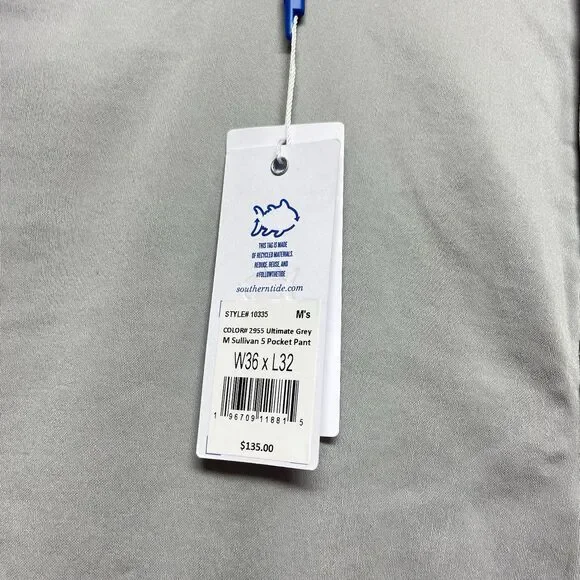 THIS TAG IS MADE
OF RECYCLED MATERIALS.
REDUCE, REUSE, AND
#FOLLOWTHETIDE
southerntide.com
STYLE# 10335 M's
COLOR# 2955 Ultimate Grey
M Sullivan 5 Pocket Pant
W36 x L32
1 96709 11881 5
$135.00